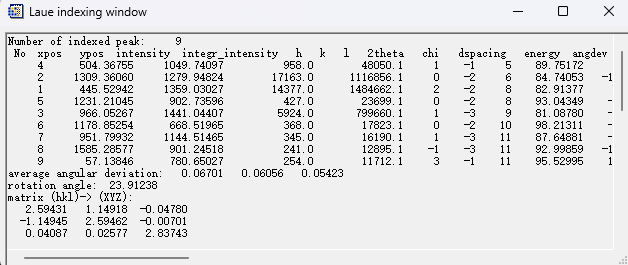 Laue indexing window
Number of indexed peak: 9
No xpos ypos intensity integr_intensity h k l 2theta chi dspacing energy angdev
4 504.36755 1049.74097 958.0 48050.1 1 -1 5 89.75172
2 1309.36060 1279.94824 17163.0 1116856.1 0 -2 6 84.74053 -1
1 445.52942 1359.03027 14377.0 1484662.1 2 -2 8 82.91377
5 1231.21045 902.73596 427.0 23699.1 0 -2 8 93.04349 -
3 966.05267 1441.04407 5924.0 799660.1 1 -3 9 81.08780 -
6 1178.85254 668.51965 368.0 17823.1 0 -2 10 98.21311 -
7 951.79932 1144.51465 345.0 16190.1 1 -3 11 87.64881 -
8 1585.28577 901.24518 241.0 12895.1 -1 -3 11 92.99859 -1
9 57.13846 780.65027 254.0 11712.1 3 -1 11 95.52995 1
average angular deviation: 0.06701 0.06056 0.05423
rotation angle: 23.91238
matrix (hkl)-> (XYZ):
2.59431 1.14918 -0.04780
-1.14945 2.59462 -0.00701
0.04087 0.02577 2.83743